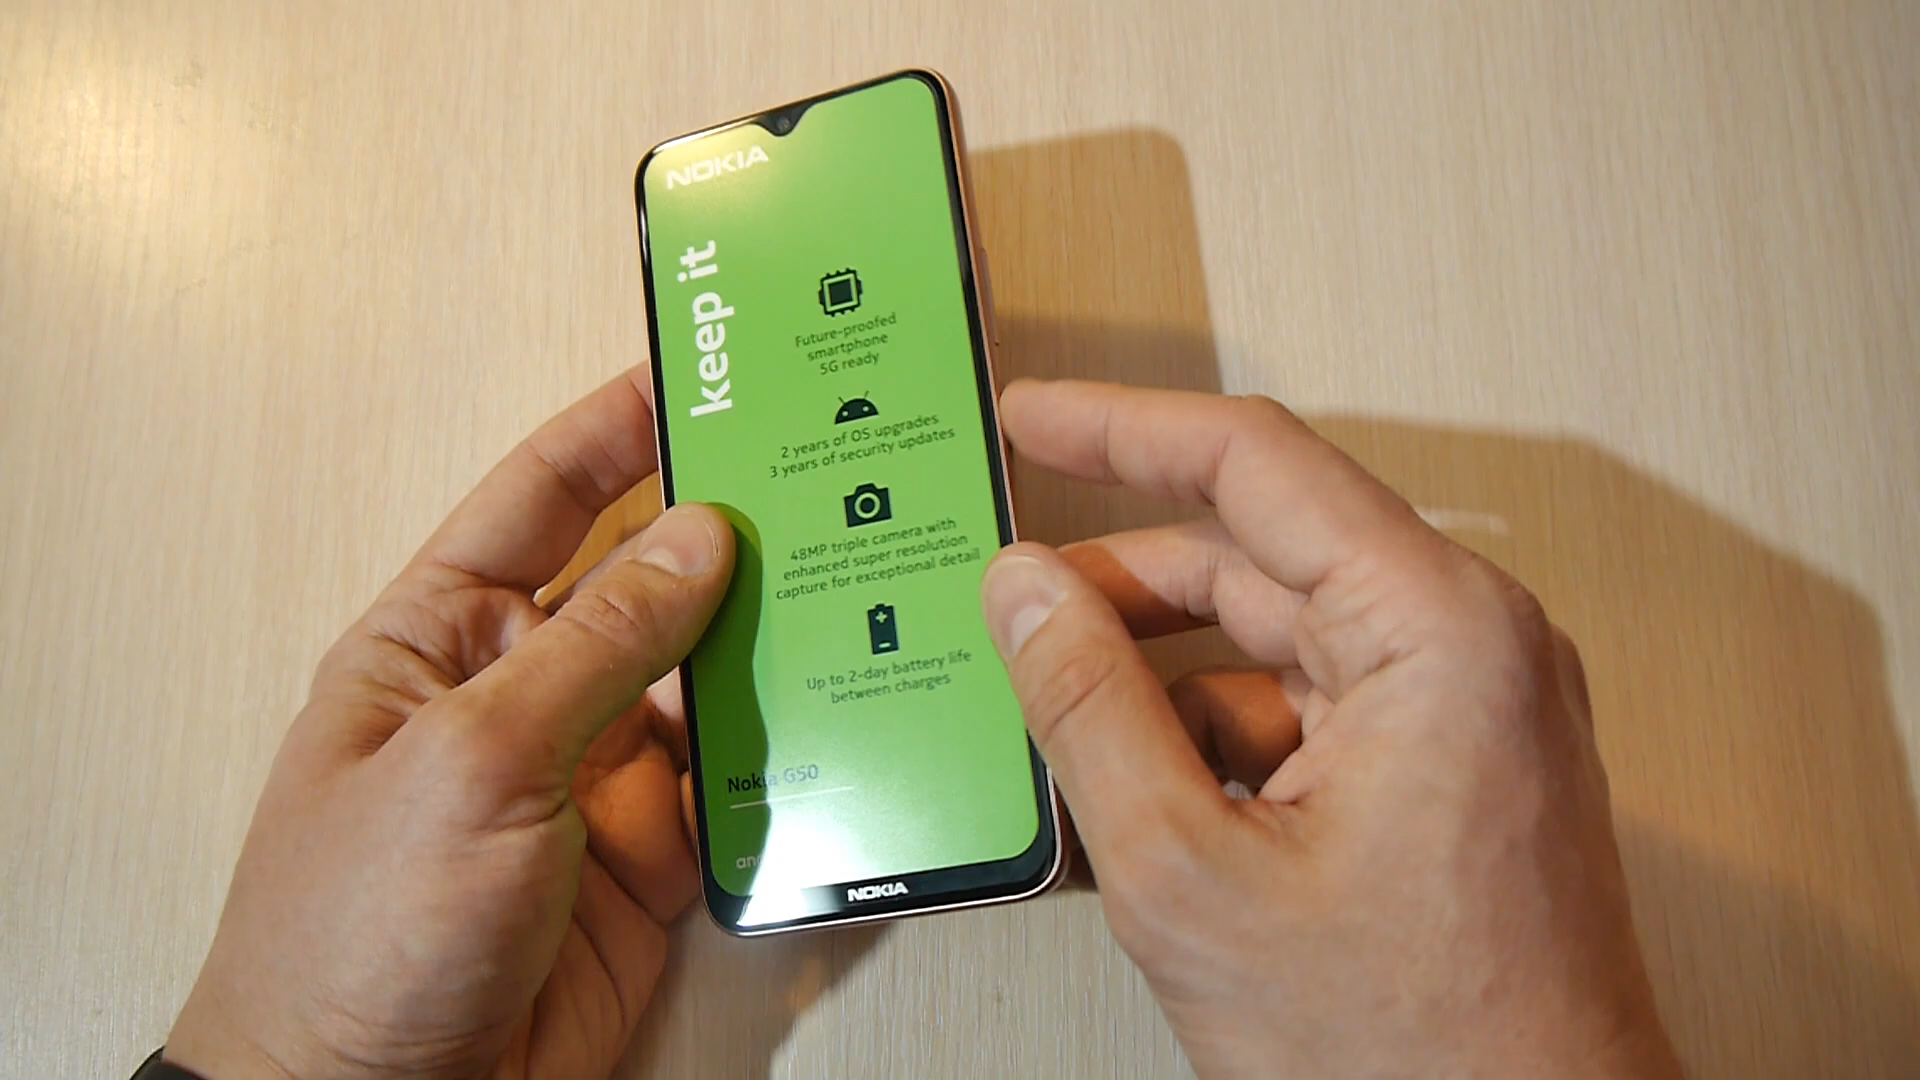 NOKIA
keep it
Future-proofed
smartphone
5G ready
2 years of OS upgrades
3 years of security updates
48MP triple camera with
enhanced super resolution
capture for exceptional detail
Up to 2-day battery life
between charges
Nokia G50
NOKIA